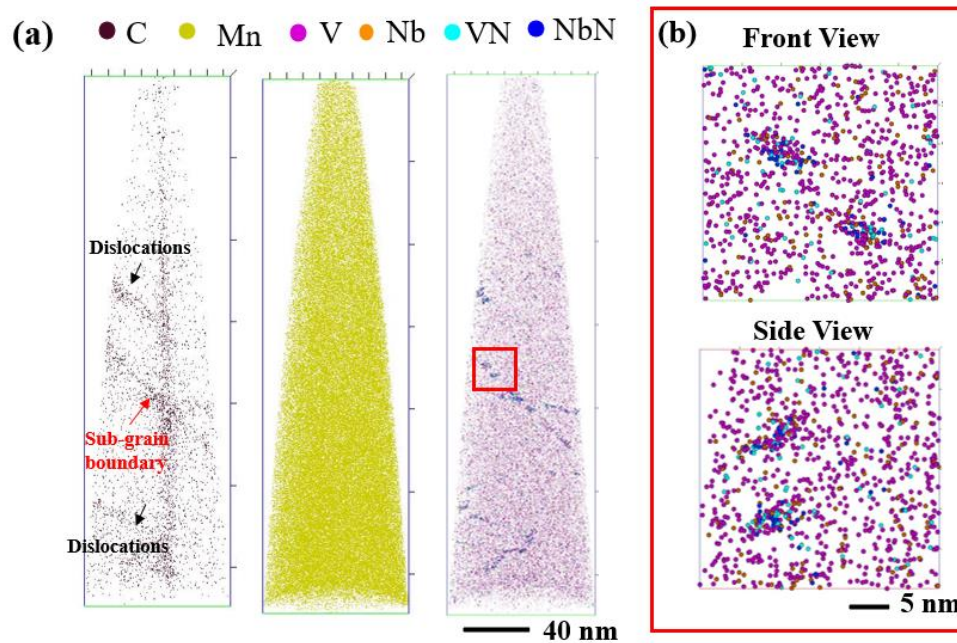 (a) C Mn V Nb VN NbN
Dislocations
Sub-grain
boundary
Dislocations
40 nm
(b)
Front View
Side View
5 nm